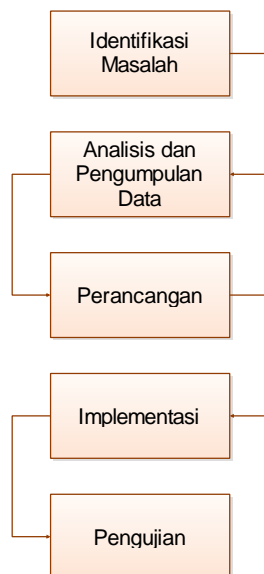 Identifikasi
Masalah
Analisis dan
Pengumpulan
Data
Perancangan
Implementasi
Pengujian